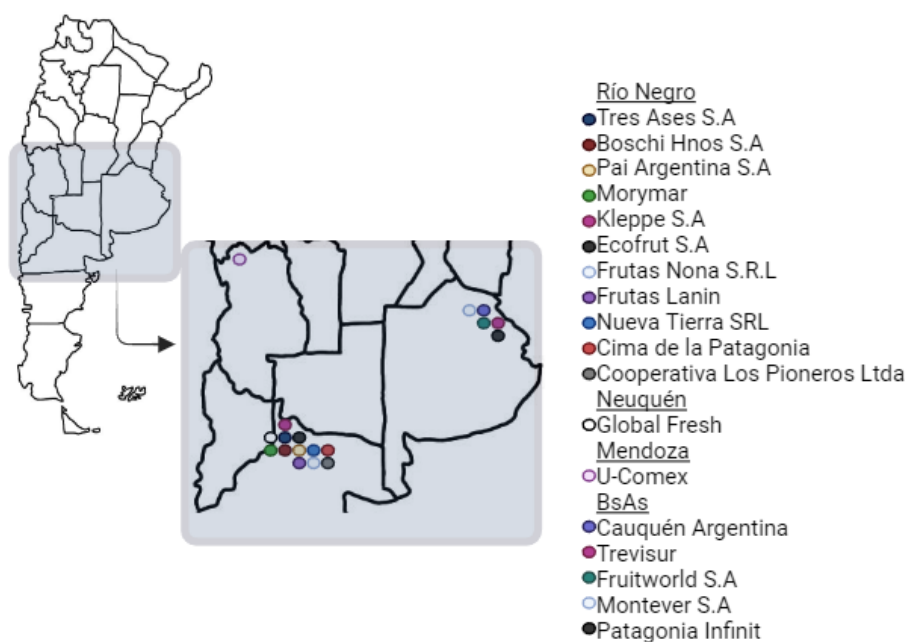 Río Negro
Tres Ases S.A
Boschi Hnos S.A
Pai Argentina S.A
Morymar
Kleppe S.A
Ecofrut S.A
Frutas Nona S.R.L
Frutas Lanin
Nueva Tierra SRL
Cima de la Patagonia
Cooperativa Los Pioneros Ltda
Neuquén
Global Fresh
Mendoza
U-Comex
BsAs
Cauquén Argentina
Trevisur
Fruitworld S.A
Montever S.A
Patagonia Infinit